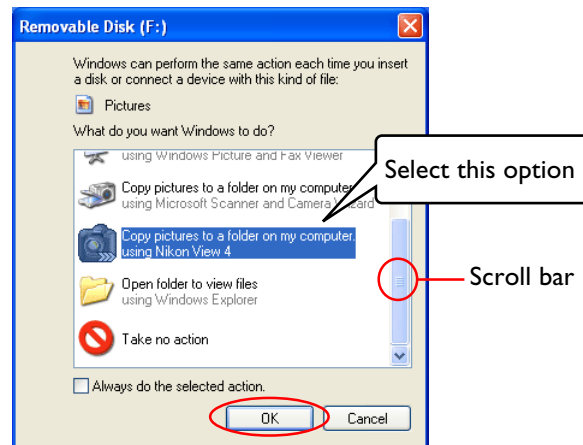 Removable Disk (F:)
Windows can perform the same action each time you insert
a disk or connect a device with this kind of file:
Pictures
What do you want Windows to do?
using Windows Picture and Fax Viewer
Select this option
Copy pictures to a folder on my computer
using Microsoft Scanner and Camera Wizard
Copy pictures to a folder on my computer.
using Nikon View 4
Scroll bar
Open folder to view files
using Windows Explorer
Take no action
Always do the selected action.
OK
Cancel